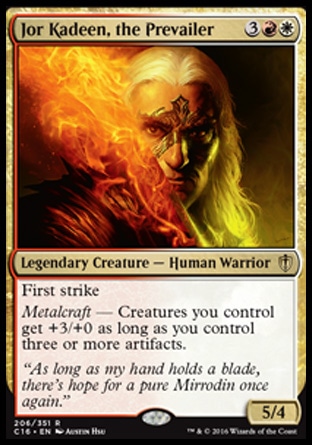 Jor Kadeen, the Prevailer 3
Legendary Creature — Human Warrior
First strike
Metalcraft — Creatures you control
get +3/+0 as long as you control
three or more artifacts.
“As long as my hand holds a blade,
there’s hope for a pure Mirrodin once
again.”
5/4
206/351 R
C16 • EN Austin Hsu
™ & © 2016 Wizards of the Coast